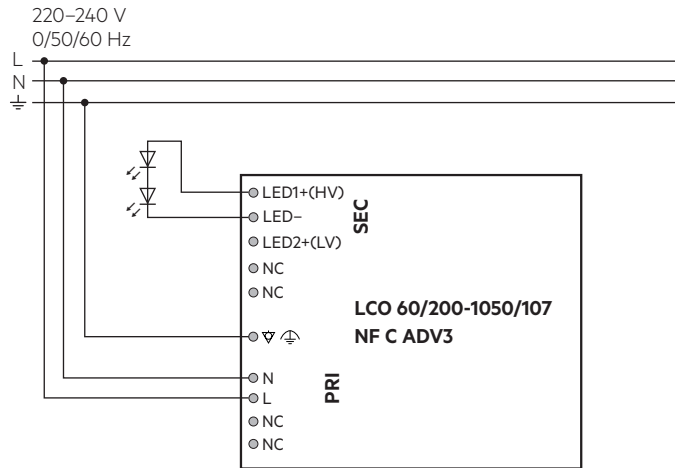 220–240 V
0/50/60 Hz
L
N
LED1+(HV)
LED–
LED2+(LV)
NC
NC
SEC
LCO 60/200-1050/107
NF C ADV3
N
L
NC
NC
PRI